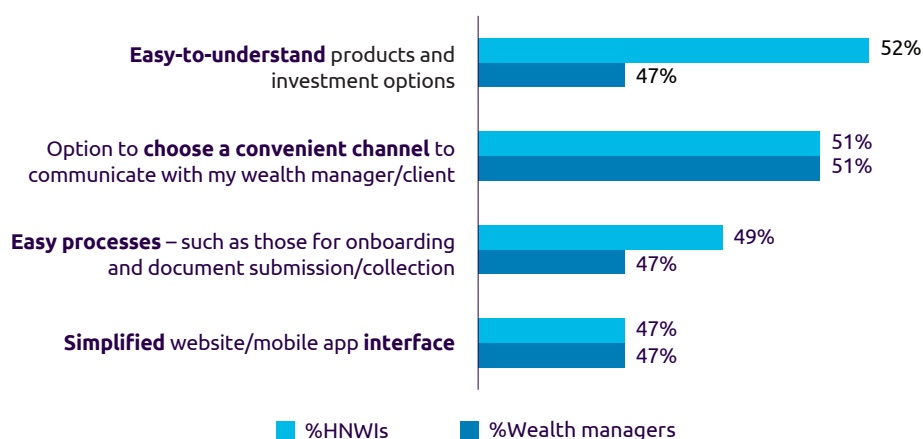 Easy-to-understand products and
investment options
52%
47%
Option to choose a convenient channel to
communicate with my wealth manager/client
51%
51%
Easy processes – such as those for onboarding
and document submission/collection
49%
47%
Simplified website/mobile app interface
47%
47%
%HNWIs
%Wealth managers